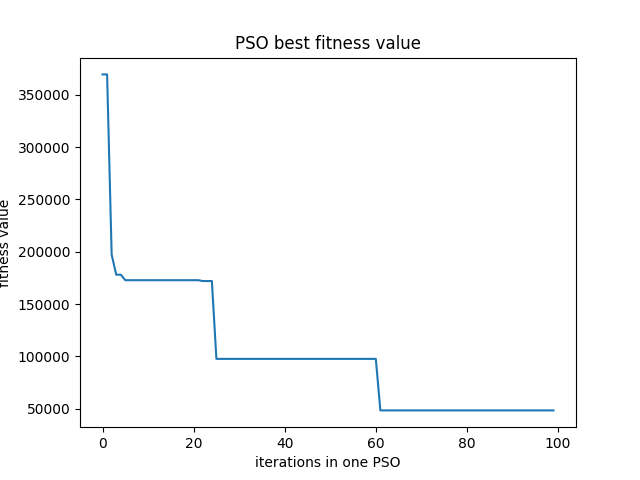 PSO best fitness value
350000
300000
250000
200000
150000
100000
50000
fitness value
0 20 40 60 80 100
iterations in one PSO